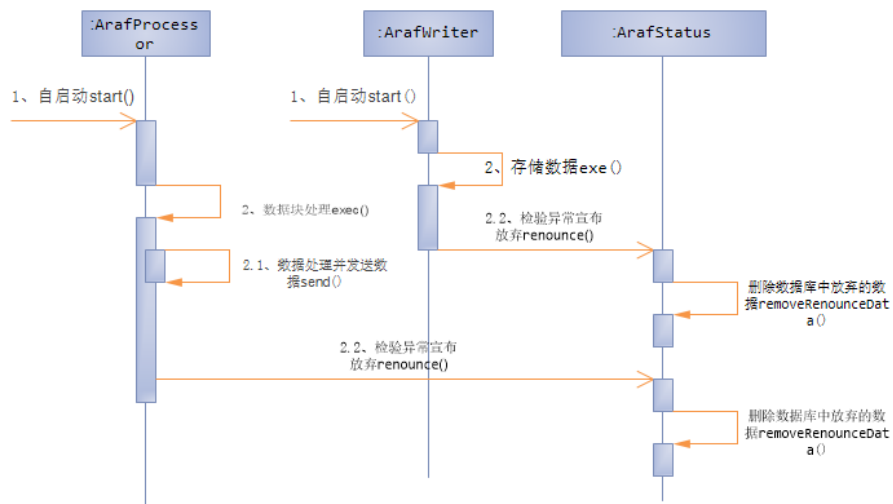 :ArafProcess
or
:ArafWriter
:ArafStatus
1、自启动start()
1、自启动start()
2、存储数据exe()
2、数据块处理exec()
2.2、检验异常宣布
放弃renounce()
2.1、数据处理并发送数
据send()
删除数据库中放弃的数
据removeRenounceDat
a()
2.2、检验异常宣布
放弃renounce()
删除数据库中放弃的数
据removeRenounceDat
a()